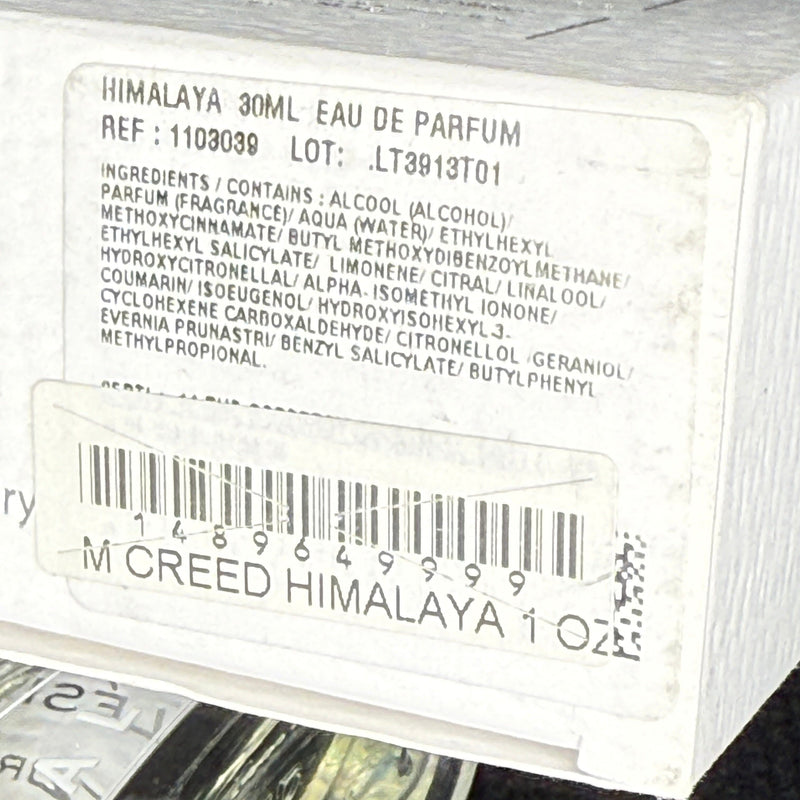 HIMALAYA 30ML EAU DE PARFUM
REF : 1103039 LOT: .LT3913T01
INGREDIENTS / CONTAINS : ALCOOL (ALCOHOL)/
PARFUM (FRAGRANCE)/ AQUA (WATER)/ ETHYLHEXYL
METHOXYCINNAMATE/ BUTYL METHOXYDIBENZOYLMETHANE/
ETHYLHEXYL SALICYLATE/ LIMONENE/ CITRAL/ LINALOOL/
HYDROXYCITRONELLAL/ ALPHA-ISOMETHYL IONONE/
COUMARIN/ ISOEUGENOL/ HYDROXYISOHEXYL 3-
CYCLOHEXENE CARBOXALDEHYDE/ CITRONELLOL /GERANIOL/
EVERNIA PRUNASTRI/ BENZYL SALICYLATE/ BUTYLPHENYL
METHYLPROPIONAL.
ry
1489649999
M CREED HIMALAYA 1 OZ